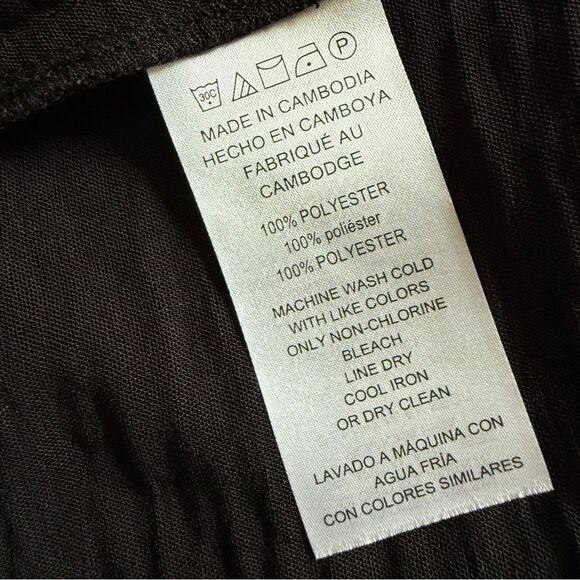 30C P
MADE IN CAMBODIA
HECHO EN CAMBOYA
FABRIQUÉ AU
CAMBODGE
100% POLYESTER
100% poliéster
100% POLYESTER
MACHINE WASH COLD
WITH LIKE COLORS
ONLY NON-CHLORINE
BLEACH
LINE DRY
COOL IRON
OR DRY CLEAN
LAVADO A MÁQUINA CON
AGUA FRÍA
CON COLORES SIMILARES